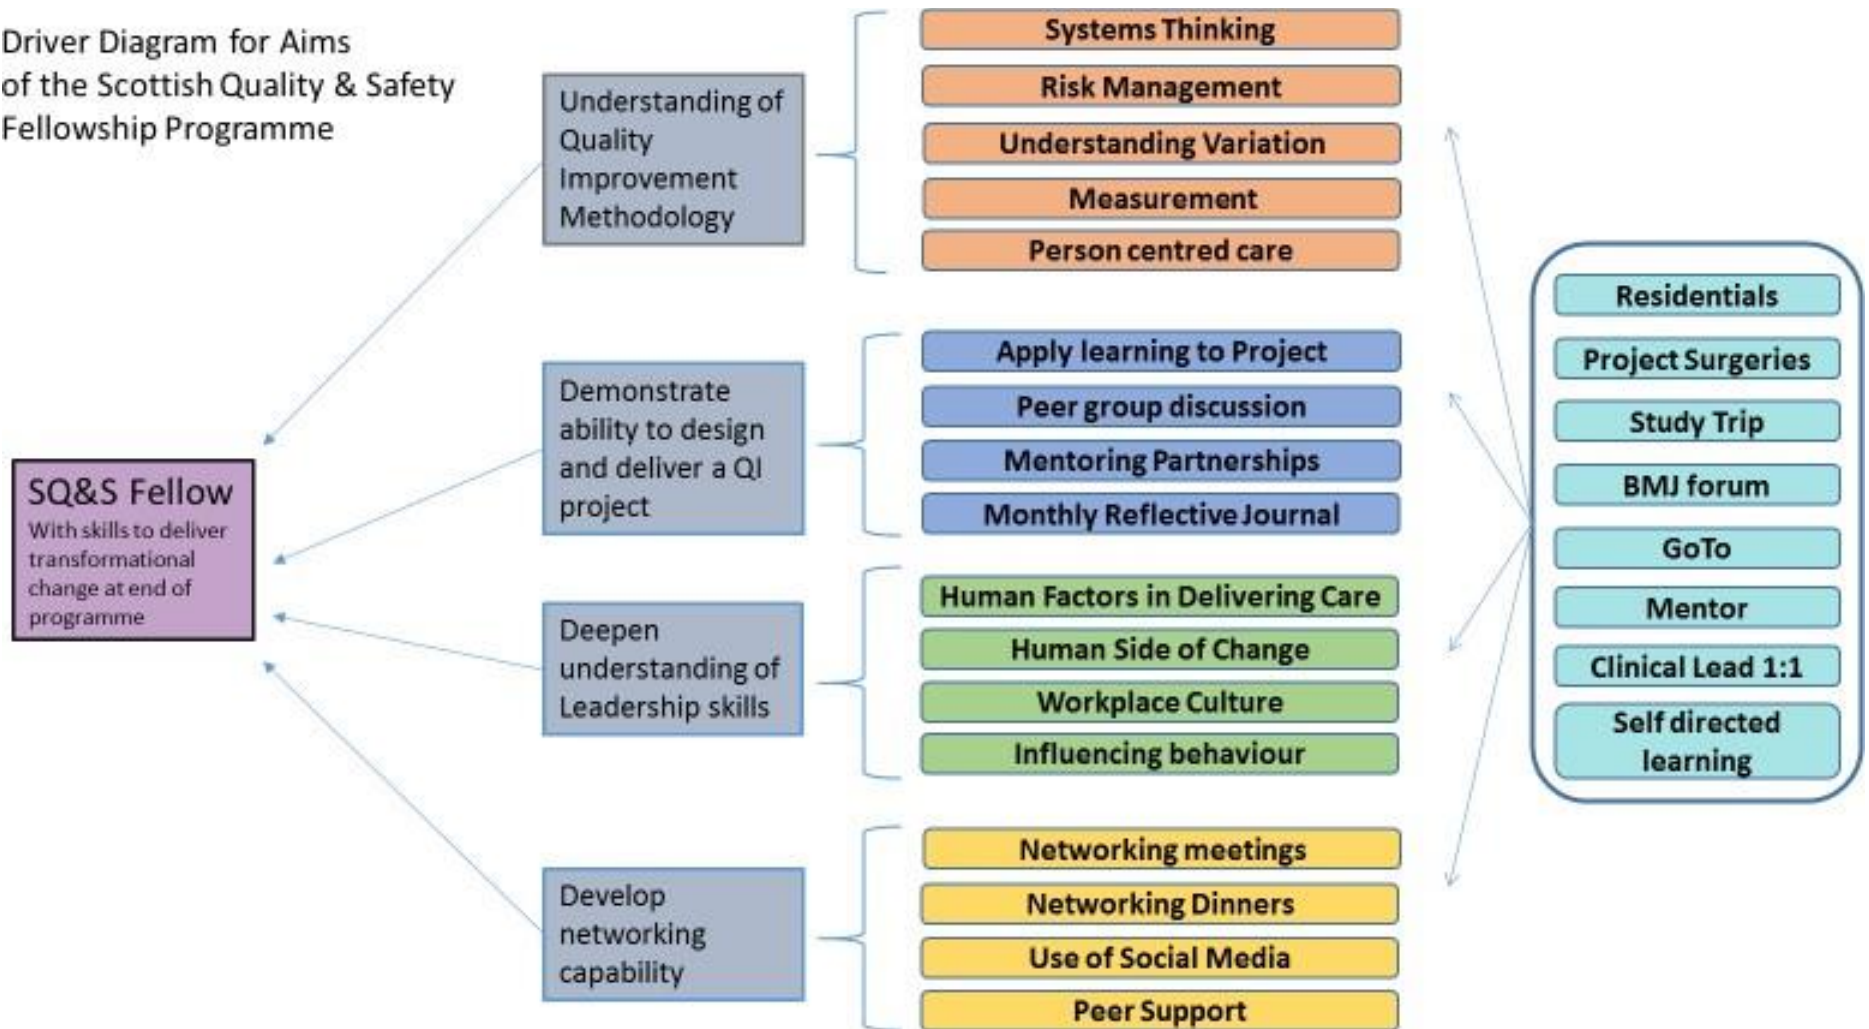 Driver Diagram for Aims
of the Scottish Quality & Safety
Fellowship Programme
SQ&S Fellow
With skills to deliver
transformational
change at end of
programme
Understanding of
Quality
Improvement
Methodology
Demonstrate
ability to design
and deliver a QI
project
Deepen
understanding of
Leadership skills
Develop
networking
capability
Systems Thinking
Risk Management
Understanding Variation
Measurement
Person centred care
Apply learning to Project
Peer group discussion
Mentoring Partnerships
Monthly Reflective Journal
Human Factors in Delivering Care
Human Side of Change
Workplace Culture
Influencing behaviour
Networking meetings
Networking Dinners
Use of Social Media
Peer Support
Residentials
Project Surgeries
Study Trip
BMJ forum
GoTo
Mentor
Clinical Lead 1:1
Self directed
learning